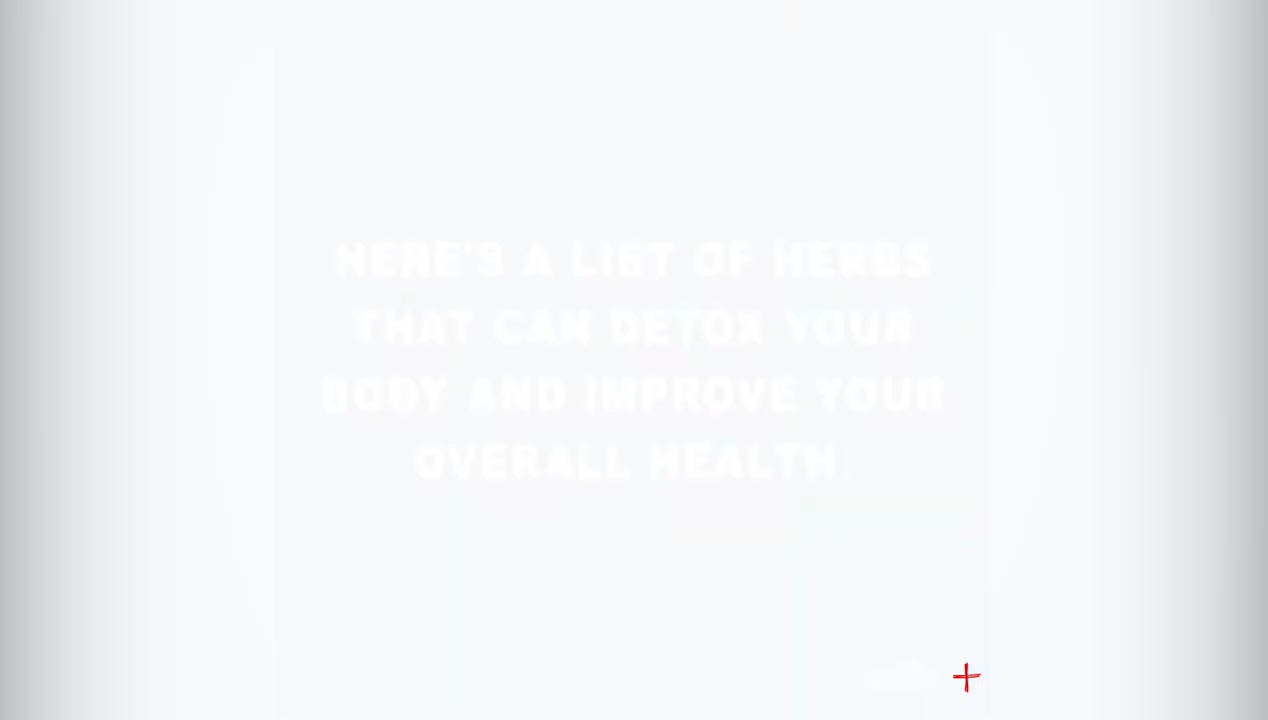 HERE'S A LIST OF HERBS
THAT CAN DETOX YOUR
BODY AND IMPROVE YOUR
OVERALL HEALTH.